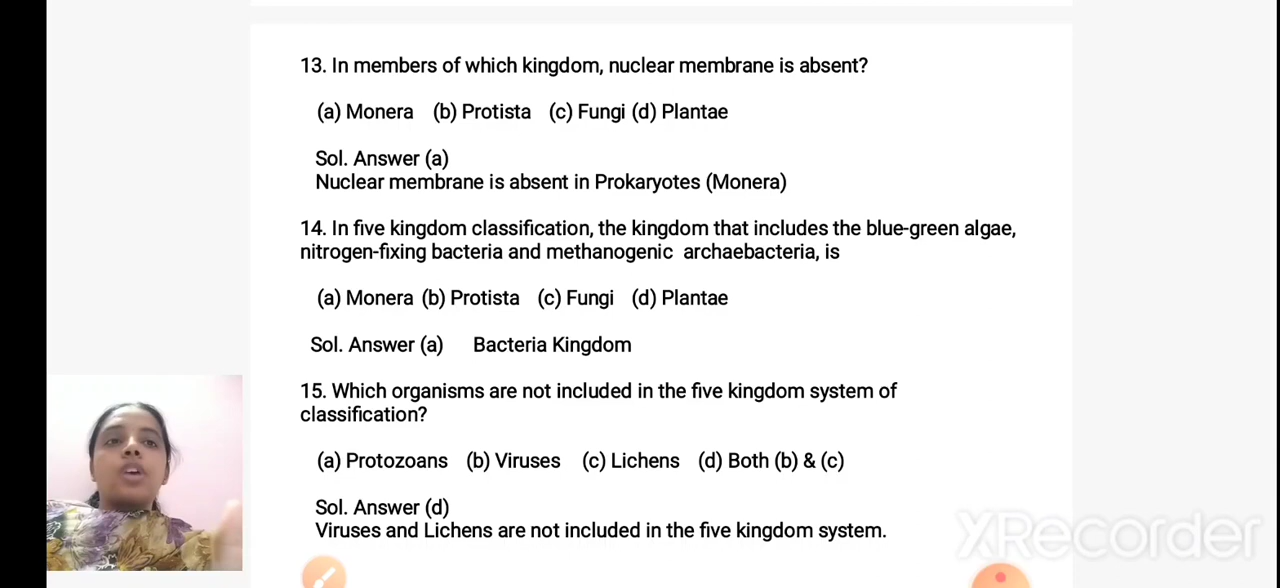 13. In members of which kingdom, nuclear membrane is absent?
(a) Monera (b) Protista (c) Fungi (d) Plantae
Sol. Answer (a)
Nuclear membrane is absent in Prokaryotes (Monera)
14. In five kingdom classification, the kingdom that includes the blue-green algae,
nitrogen-fixing bacteria and methanogenic archaebacteria, is
(a) Monera (b) Protista (c) Fungi (d) Plantae
Sol. Answer (a) Bacteria Kingdom
15. Which organisms are not included in the five kingdom system of
classification?
(a) Protozoans (b) Viruses (c) Lichens (d) Both (b) & (c)
Sol. Answer (d)
Viruses and Lichens are not included in the five kingdom system.
XRecorder